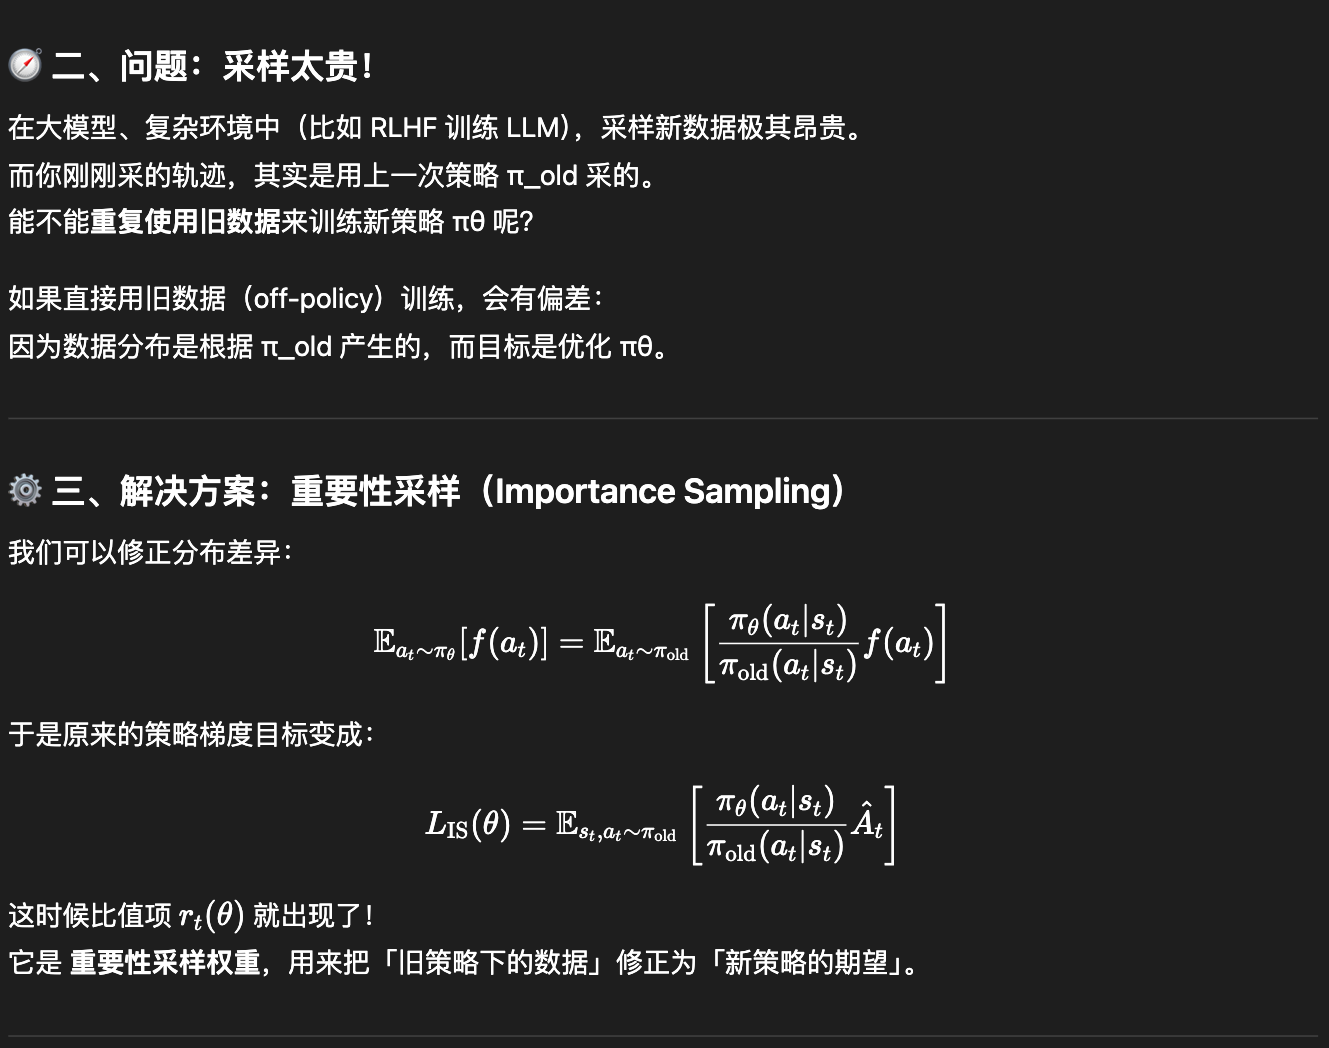 🧭 二、问题：采样太贵！
在大模型、复杂环境中（比如 RLHF 训练 LLM），采样新数据极其昂贵。
而你刚刚采的轨迹，其实是用上一次策略 π_old 采的。
能不能重复使用旧数据来训练新策略 πθ 呢?
如果直接用旧数据（off-policy）训练，会有偏差：
因为数据分布是根据 π_old 产生的，而目标是优化 πθ。
⚙️ 三、解决方案：重要性采样（Importance Sampling）
我们可以修正分布差异：
$\mathbb{E}_{a_t \sim \pi_\theta}[f(a_t)] = \mathbb{E}_{a_t \sim \pi_{\text{old}}} \left[ \frac{\pi_\theta(a_t|s_t)}{\pi_{\text{old}}(a_t|s_t)} f(a_t) \right]$
于是原来的策略梯度目标变成：
$L_{\text{IS}}(\theta) = \mathbb{E}_{s_t, a_t \sim \pi_{\text{old}}} \left[ \frac{\pi_\theta(a_t|s_t)}{\pi_{\text{old}}(a_t|s_t)} \hat{A}_t \right]$
这时候比值项 $r_t(\theta)$ 就出现了！
它是 重要性采样权重，用来把「旧策略下的数据」修正为「新策略的期望」。